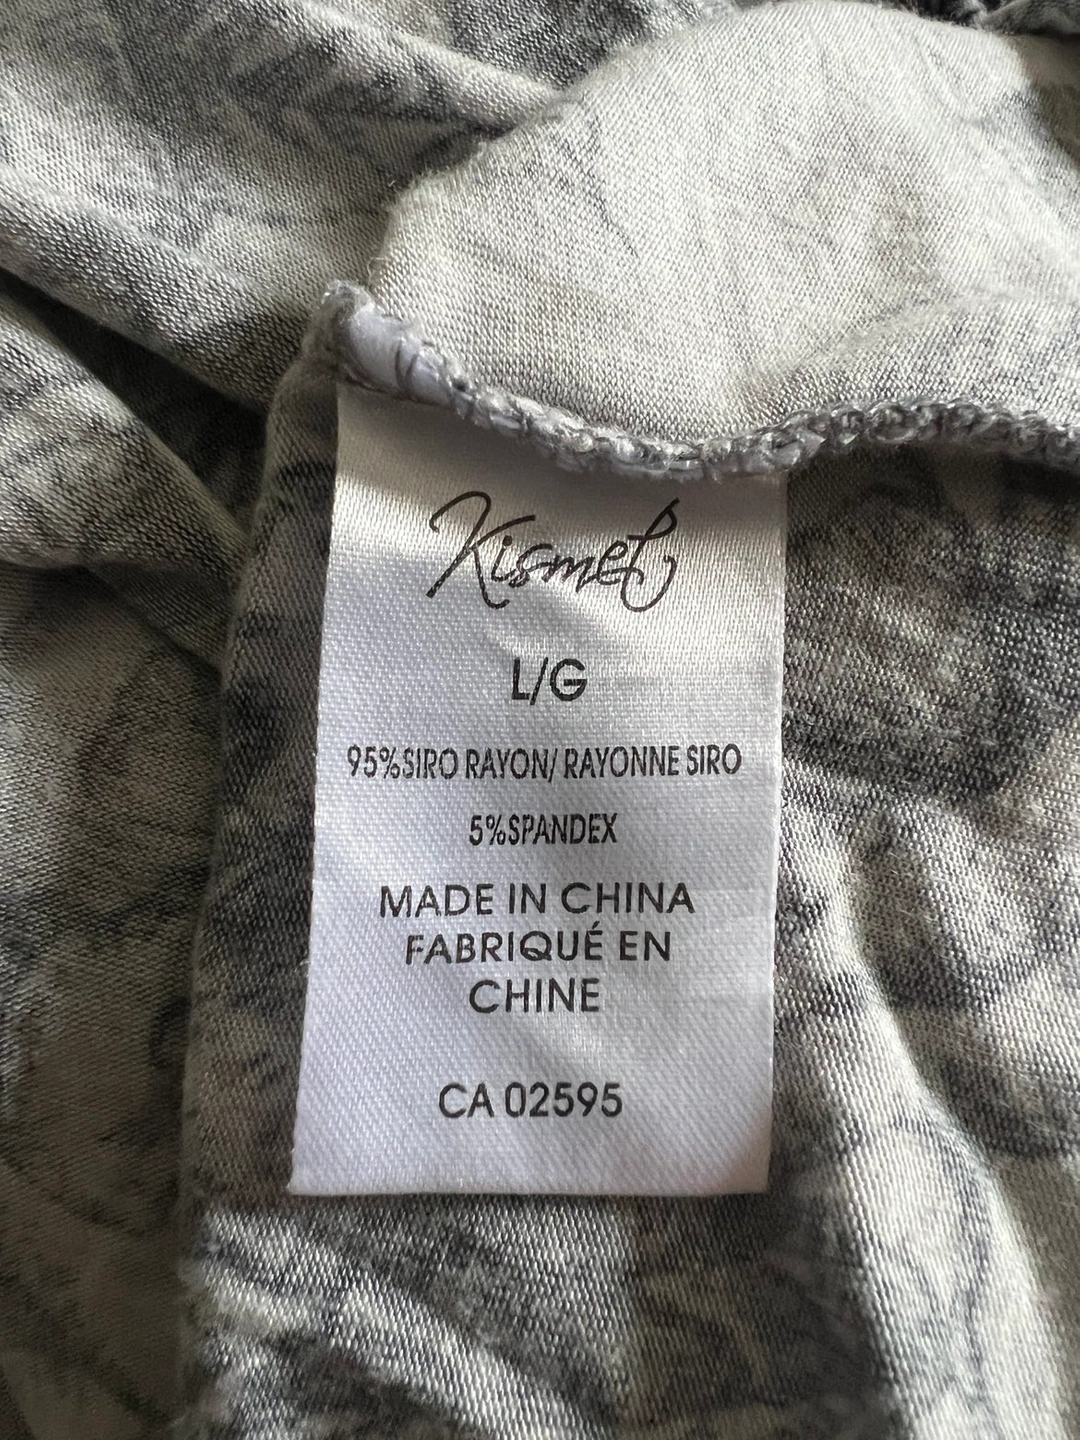 Kismet
L/G
95%SIRO RAYON/ RAYONNE SIRO
5%SPANDEX
MADE IN CHINA
FABRIQUÉ EN
CHINE
CA 02595